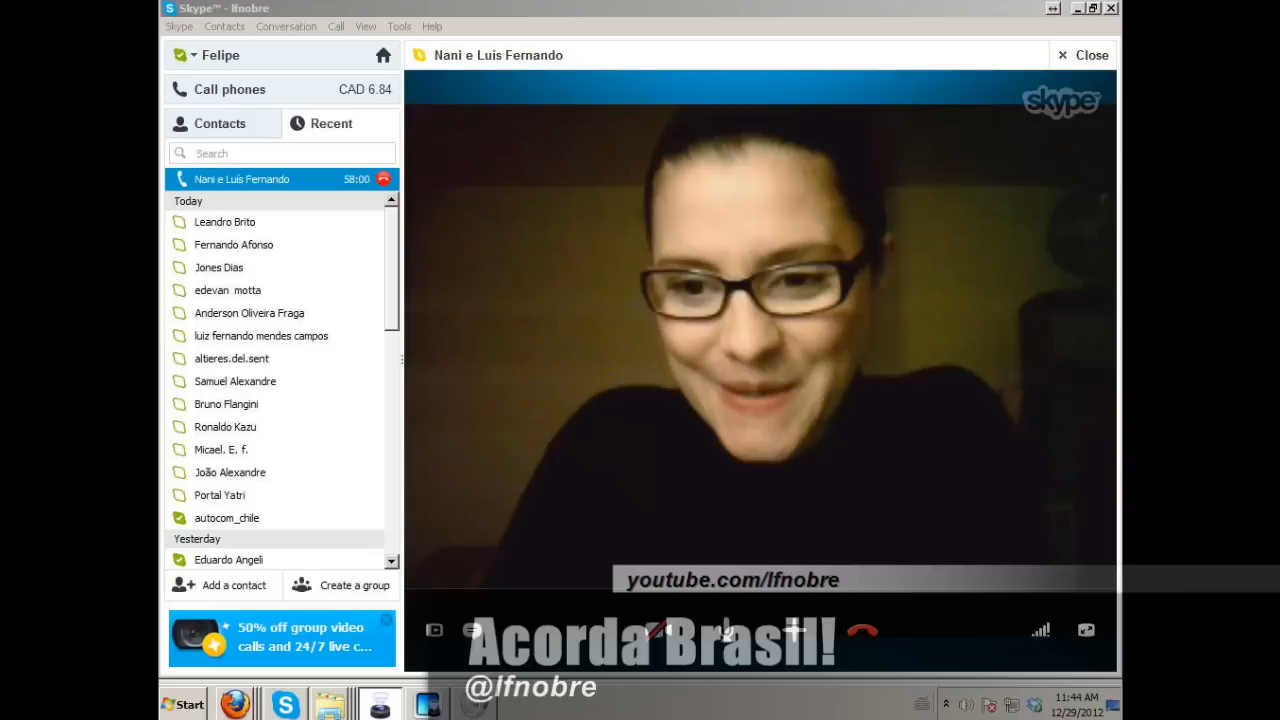 Skype™ - lfnobre
Skype Contacts Conversation Call View Tools Help
Felipe
Nani e Luís Fernando
Close
Call phones CAD 6.84
skype
Contacts
Recent
Search
Nani e Luís Fernando 58:00
Today
Leandro Brito
Fernando Afonso
Jones Dias
edevan motta
Anderson Oliveira Fraga
luiz fernando mendes campos
altieres.del.sent
Samuel Alexandre
Bruno Flangini
Ronaldo Kazu
Micael. E. f.
João Alexandre
Portal Yatri
autocom_chile
Yesterday
Eduardo Angeli
Add a contact
Create a group
50% off group video
calls and 24/7 live c...
youtube.com/lfnobre
Acorda Brasil!
@lfnobre
Start
11:44 AM
12/29/2012